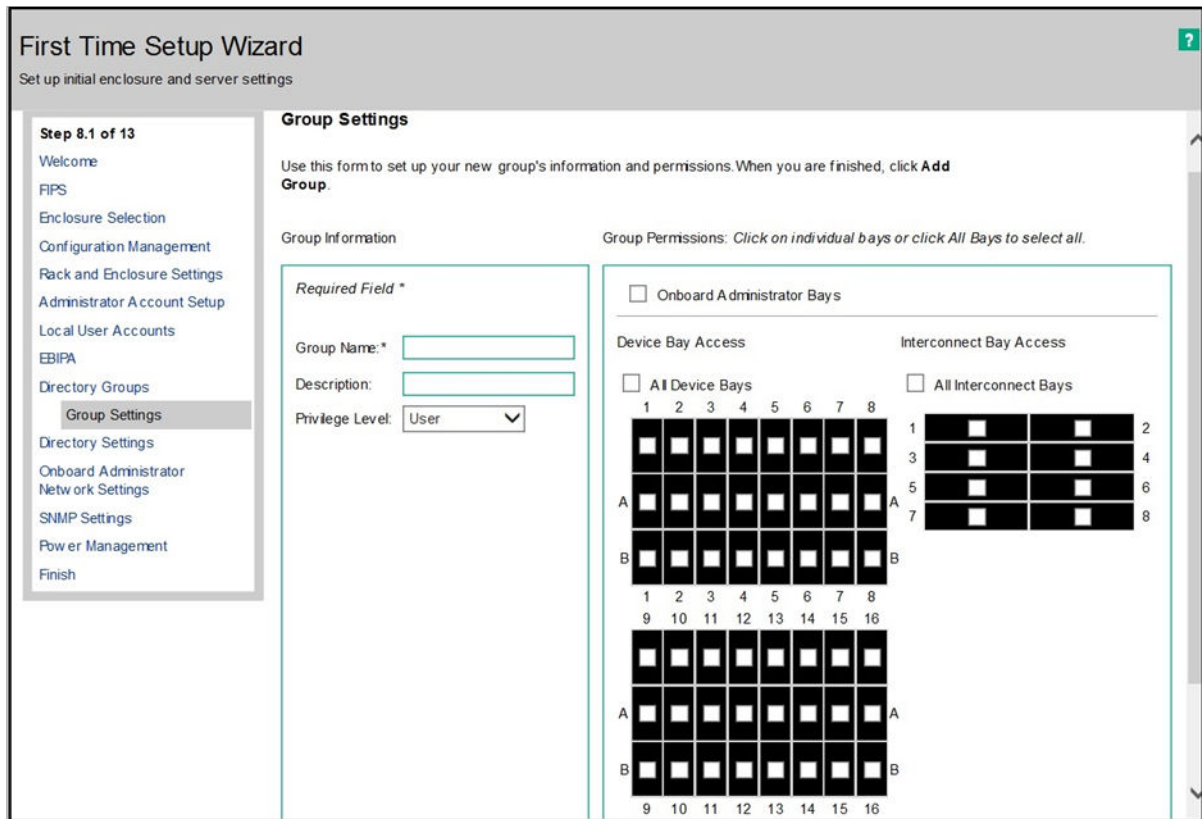 First Time Setup Wizard
?
Set up initial enclosure and server settings
Step 8.1 of 13
Welcome
FIPS
Enclosure Selection
Configuration Management
Rack and Enclosure Settings
Administrator Account Setup
Local User Accounts
EBIPA
Directory Groups
Group Settings
Directory Settings
Onboard Administrator
Network Settings
SNMP Settings
Power Management
Finish
Group Settings
Use this form to set up your new group's information and permissions. When you are finished, click Add
Group.
Group Information
Required Field *
Group Name:*
Description:
Privilege Level: User
Group Permissions: Click on individual bays or click All Bays to select all.
Onboard Administrator Bays
Device Bay Access
All Device Bays
1 2 3 4 5 6 7 8
A A
B B
1 2 3 4 5 6 7 8
9 10 11 12 13 14 15 16
A A
B B
9 10 11 12 13 14 15 16
Interconnect Bay Access
All Interconnect Bays
1 2
3 4
5 6
7 8